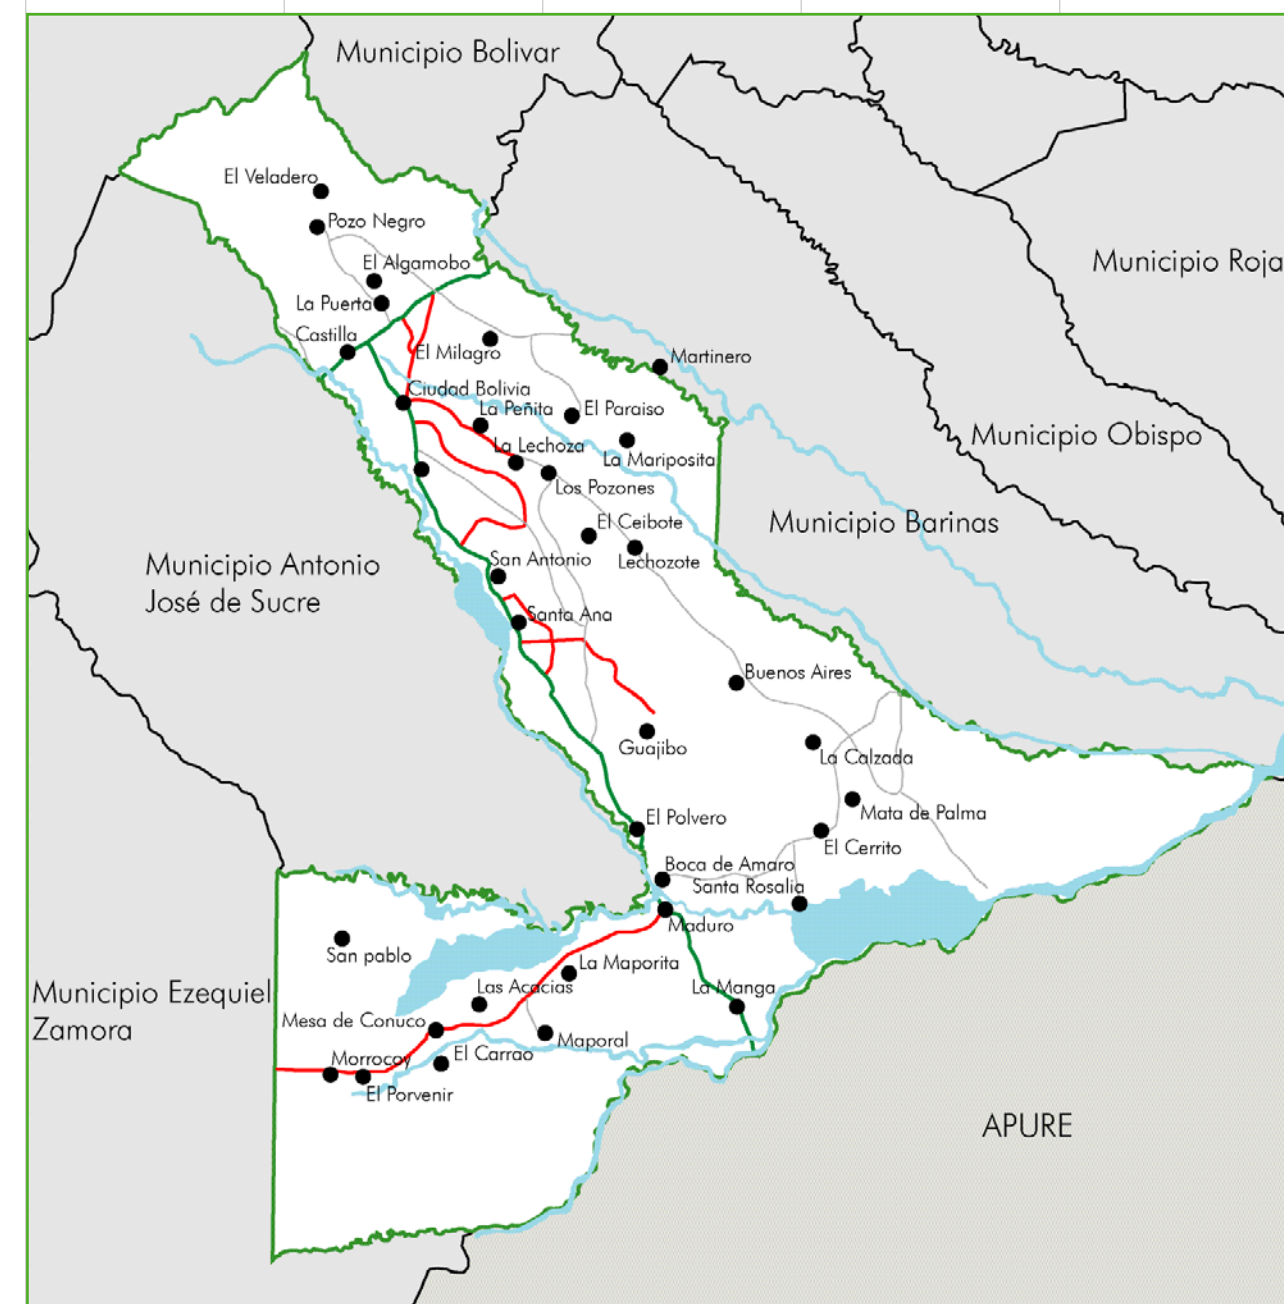 Municipio Bolivar
El Veladero
Pozo Negro
El Algamobo
Municipio Roja
La Puerta
Castilla
El Milagro
Martinero
Ciudad Bolivia
La Peñita
El Paraiso
Municipio Obispo
La Lechoza
La Mariposita
Los Pozones
El Ceibote
Municipio Barinas
San Antonio
Lechozote
Municipio Antonio
José de Sucre
Santa Ana
Buenos Aires
Guajibo
La Calzada
Mata de Palma
El Polvero
El Cerrito
Boca de Amaro
Santa Rosalia
Maduro
San pablo
La Maporita
Las Acacias
La Manga
Municipio Ezequiel
Zamora
Mesa de Conuco
Maporal
El Carrao
Morrocoy
El Porvenir
APURE